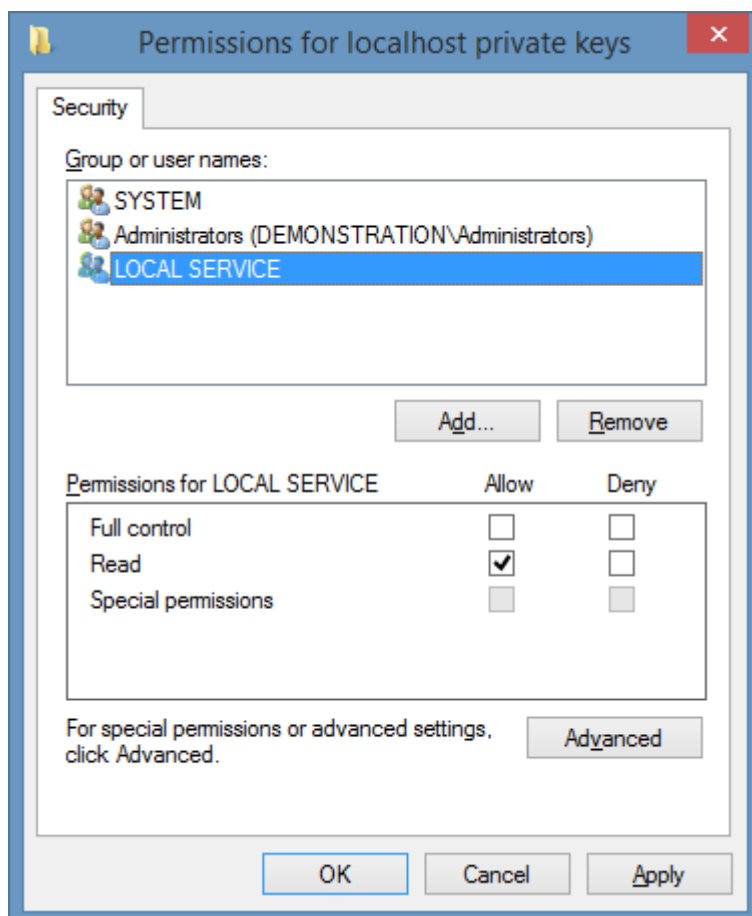 Permissions for localhost private keys
Security
Group or user names:
SYSTEM
Administrators (DEMONSTRATION\Administrators)
LOCAL SERVICE
Add...
Remove
Permissions for LOCAL SERVICE Allow Deny
Full control
Read
Special permissions
For special permissions or advanced settings,
click Advanced.
Advanced
OK Cancel Apply